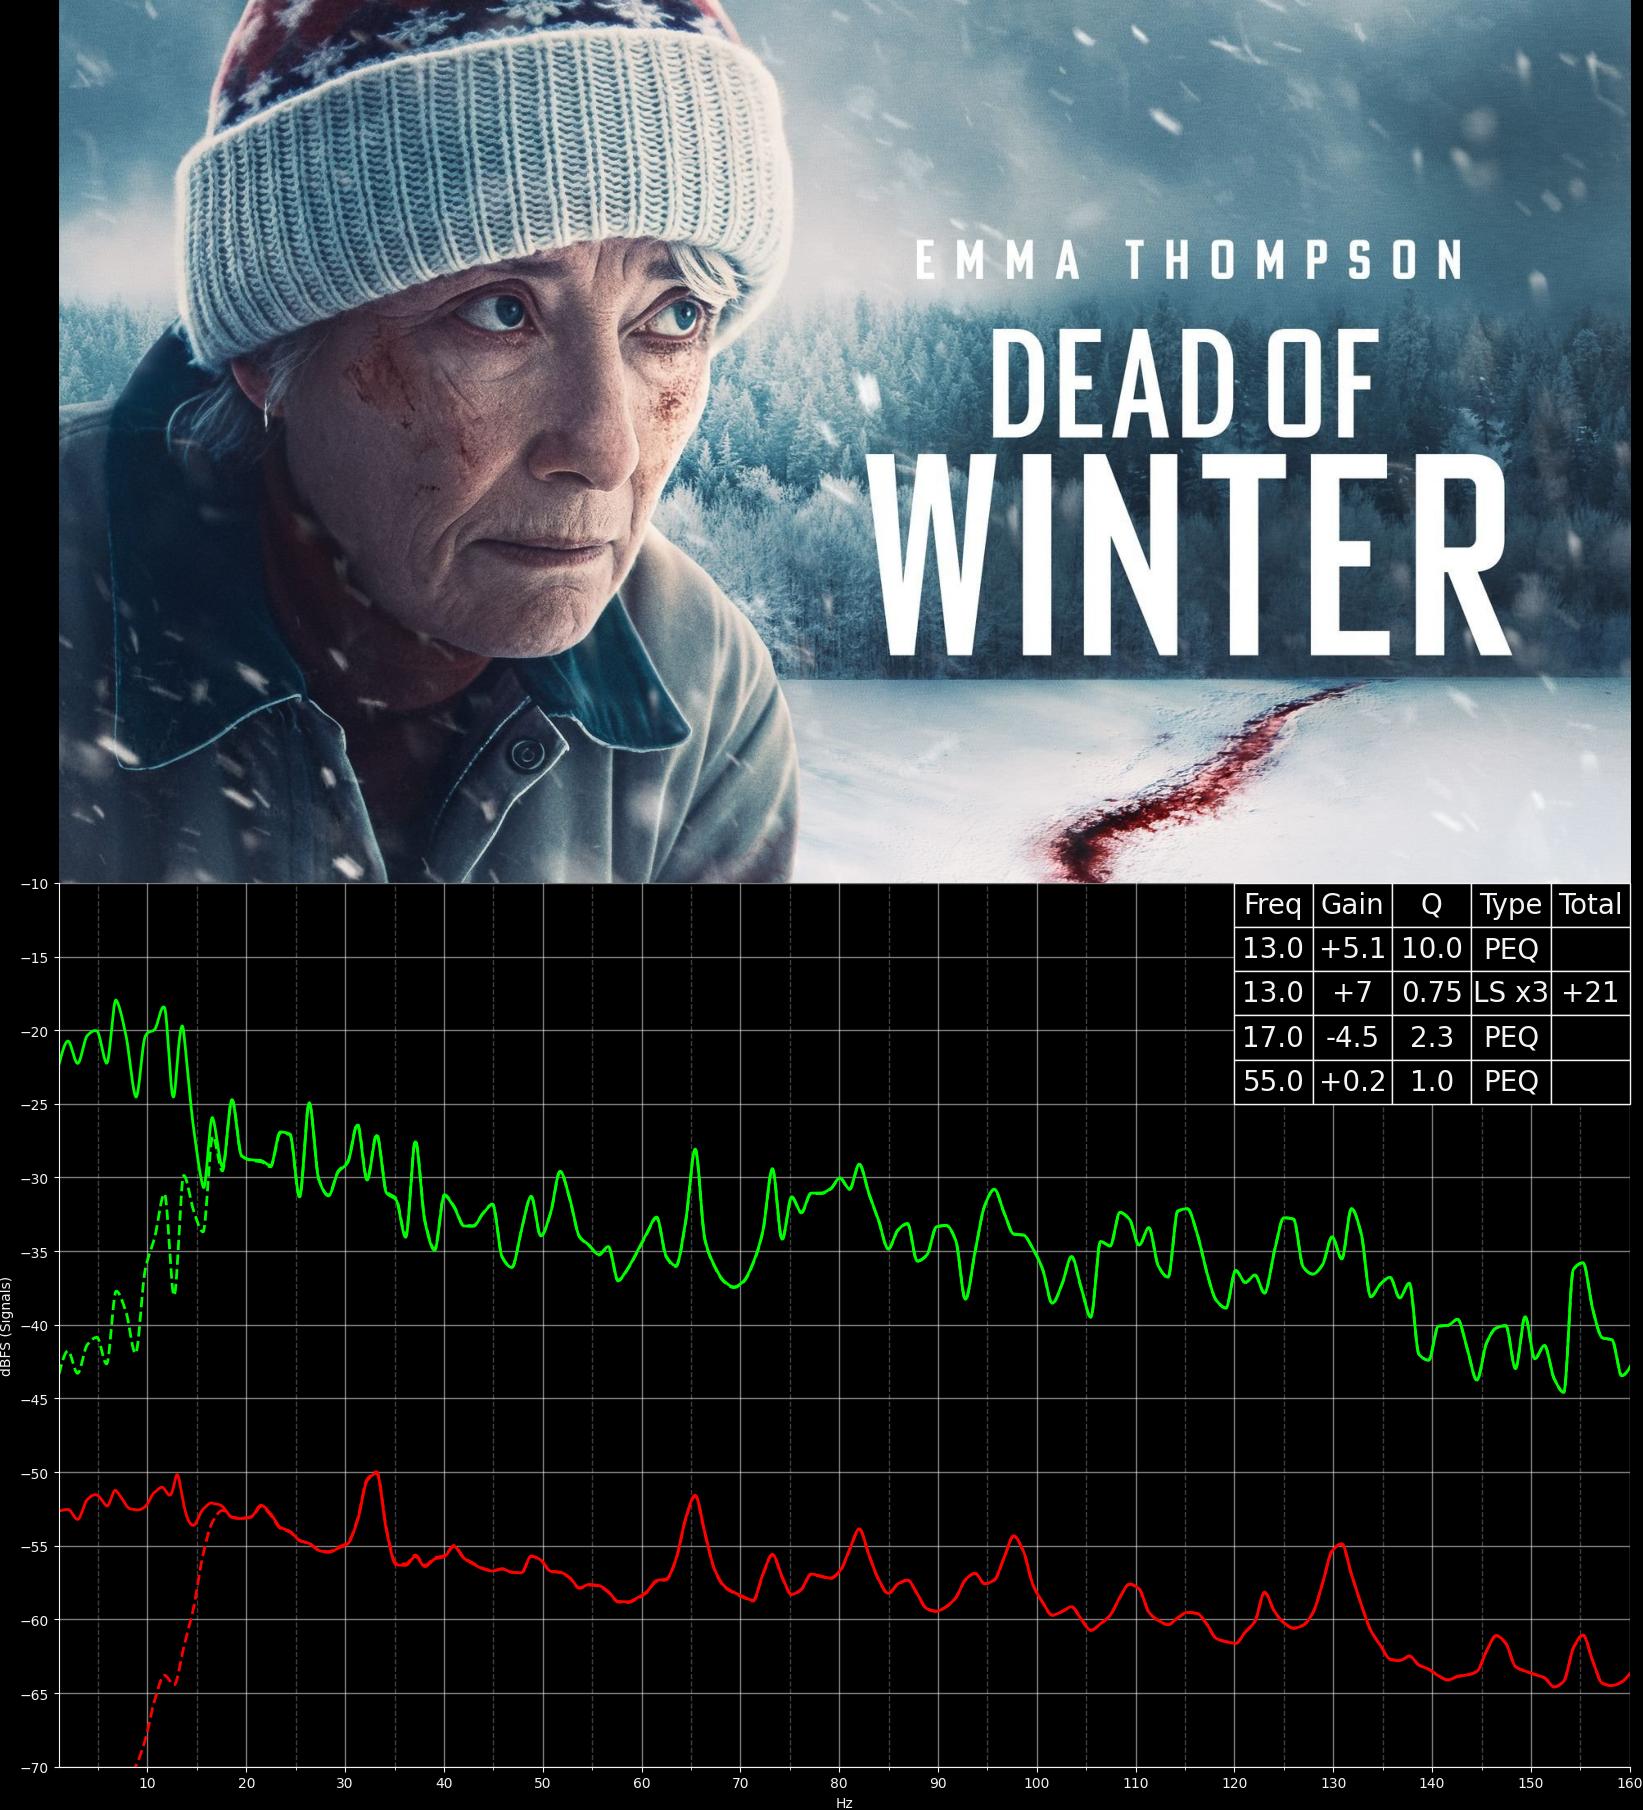 EMMA THOMPSON
DEAD OF
WINTER
Freq Gain Q Type Total
13.0 +5.1 10.0 PEQ
13.0 +7 0.75 LS x3 +21
17.0 -4.5 2.3 PEQ
55.0 +0.2 1.0 PEQ
−10
−15
−20
−25
−30
−35
−40
−45
−50
−55
−60
−65
−70
dBFS (Signals)
10 20 30 40 50 60 70 80 90 100 110 120 130 140 150 160
Hz